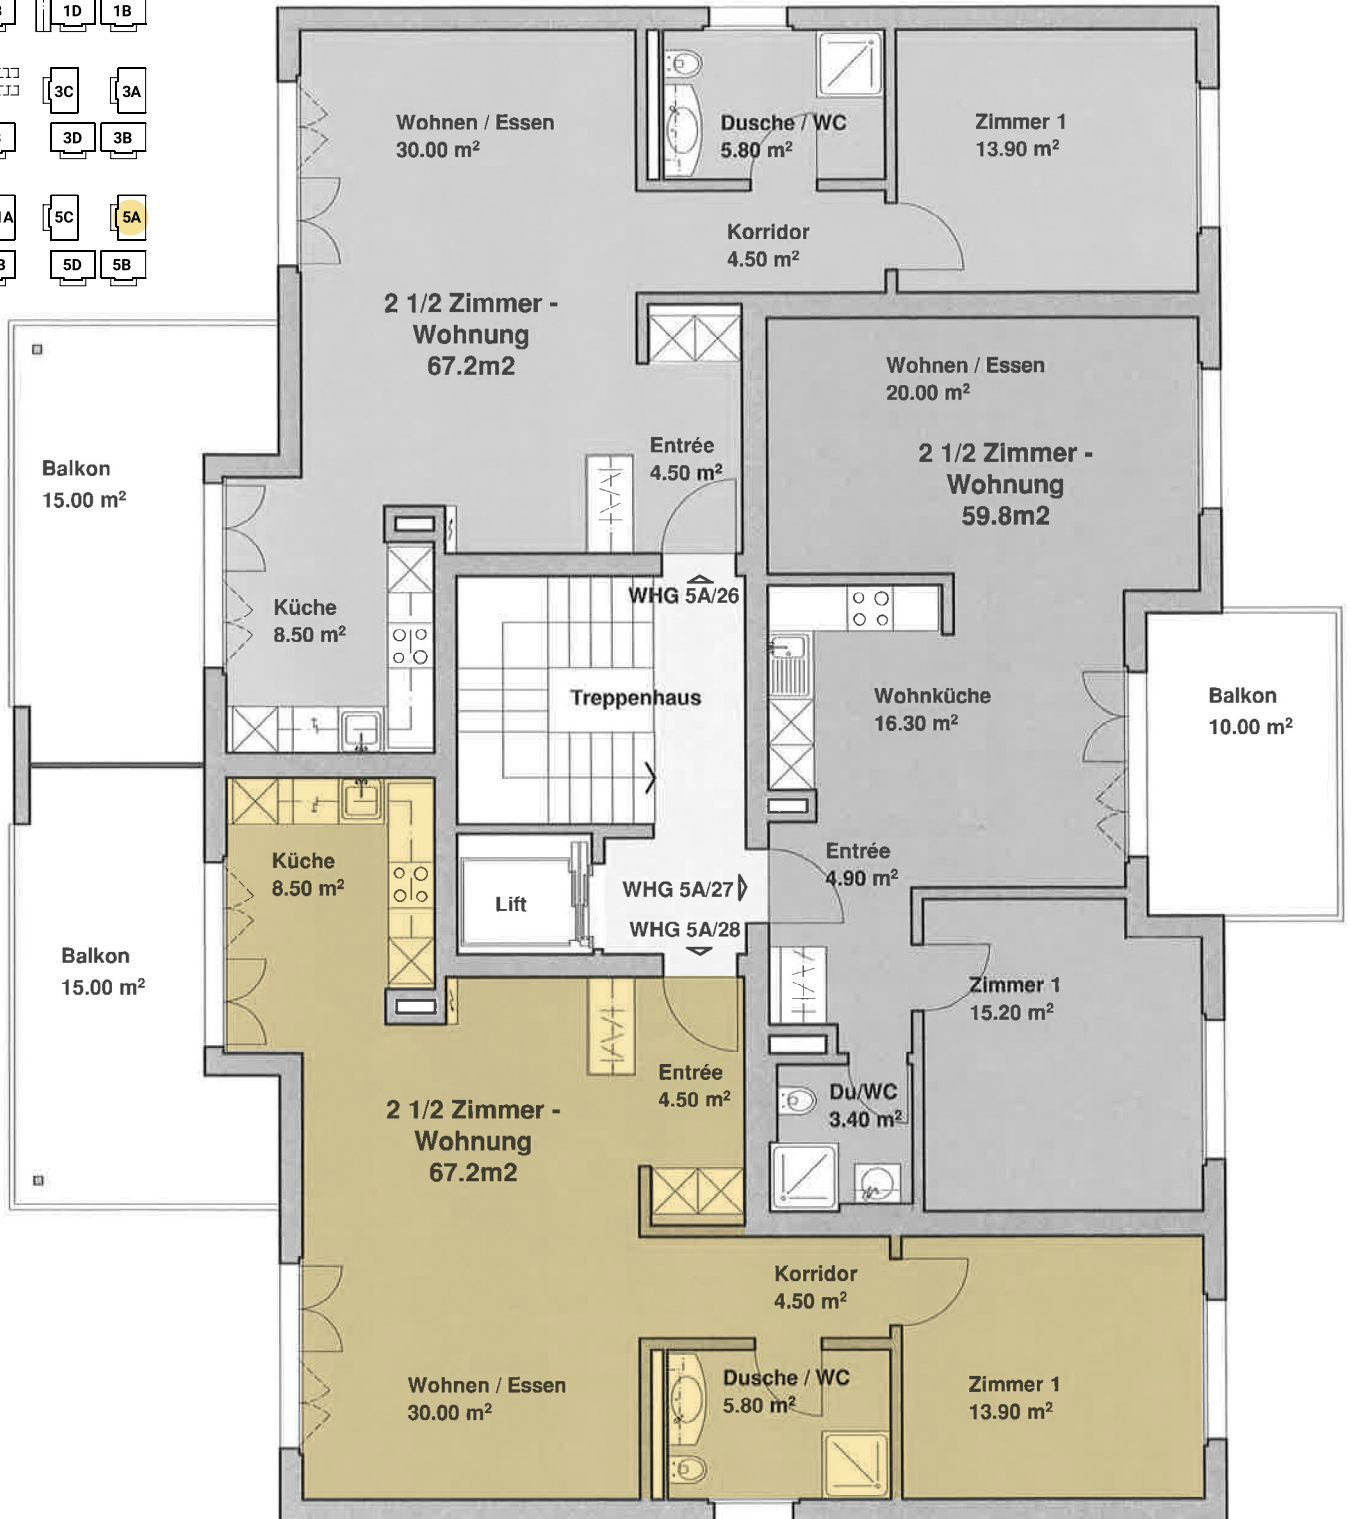 1D 1B
3C 3A
3D 3B
5C 5A
5D 5B
Wohnen / Essen
30.00 m²
Dusche / WC
5.80 m²
Zimmer 1
13.90 m²
Korridor
4.50 m²
2 1/2 Zimmer -
Wohnung
67.2m2
Wohnen / Essen
20.00 m²
Entrée
4.50 m²
2 1/2 Zimmer -
Wohnung
59.8m2
Balkon
15.00 m²
Küche
8.50 m²
WHG 5A/26
Treppenhaus
Wohnküche
16.30 m²
Balkon
10.00 m²
Küche
8.50 m²
Lift
WHG 5A/27
WHG 5A/28
Entrée
4.90 m²
Balkon
15.00 m²
Zimmer 1
15.20 m²
Entrée
4.50 m²
Du/WC
3.40 m²
2 1/2 Zimmer -
Wohnung
67.2m2
Korridor
4.50 m²
Wohnen / Essen
30.00 m²
Dusche / WC
5.80 m²
Zimmer 1
13.90 m²